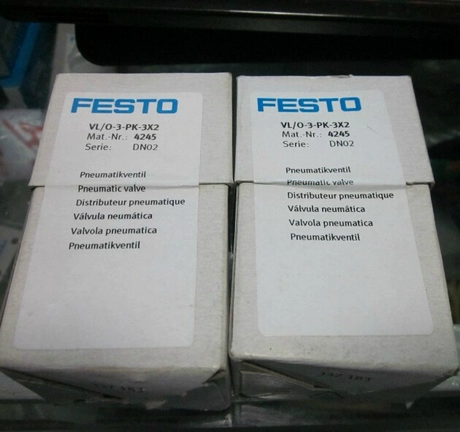 FESTO
VL/O-3-PK-3X2
Mat.-Nr.: 4245
Serie: DN02
Pneumatikventil
Pneumatic valve
Distributeur pneumatique
Válvula neumática
Valvola pneumatica
Pneumatikventil
FESTO
VL/O-3-PK-3X2
Mat.-Nr.: 4245
Serie: DN02
Pneumatikventil
Pneumatic valve
Distributeur pneumatique
Válvula neumática
Valvola pneumatica
Pneumatikventil